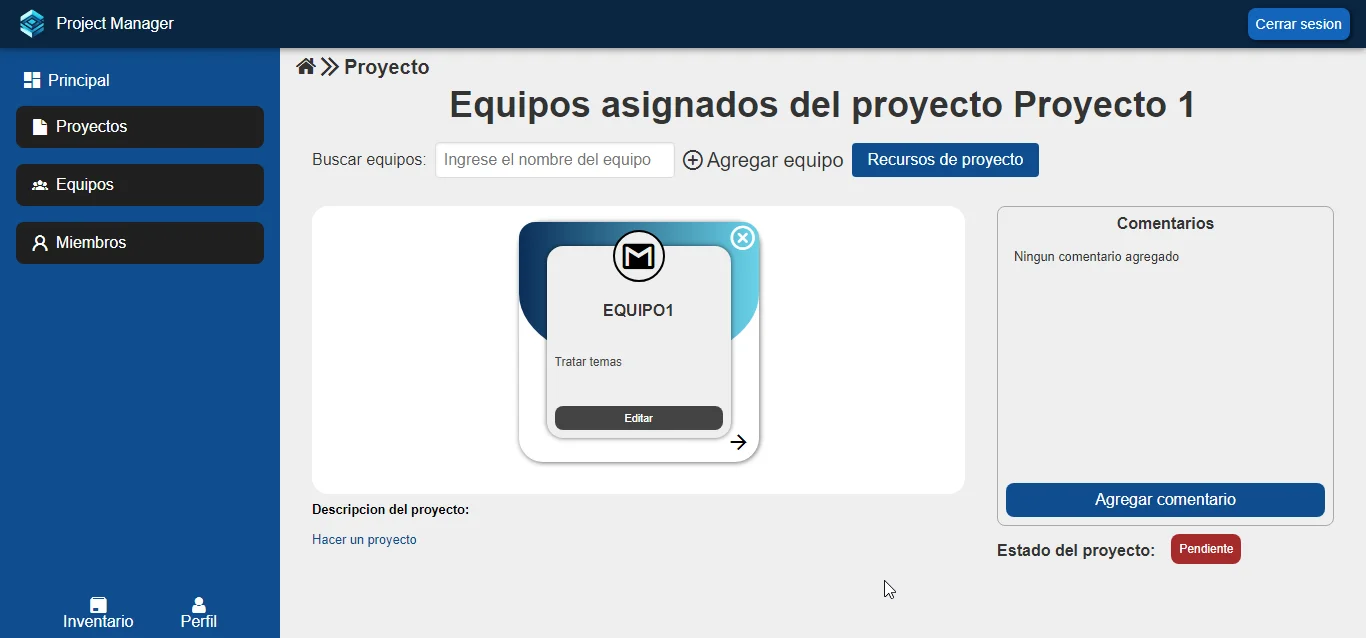 Project Manager
Cerrar sesion
Principal
Proyectos
Equipos
Miembros
Inventario
Perfil
Proyecto
Equipos asignados del proyecto Proyecto 1
Buscar equipos:
Ingrese el nombre del equipo
Agregar equipo
Recursos de proyecto
EQUIPO1
Tratar temas
Editar
Descripcion del proyecto:
Hacer un proyecto
Comentarios
Ningun comentario agregado
Agregar comentario
Estado del proyecto:
Pendiente